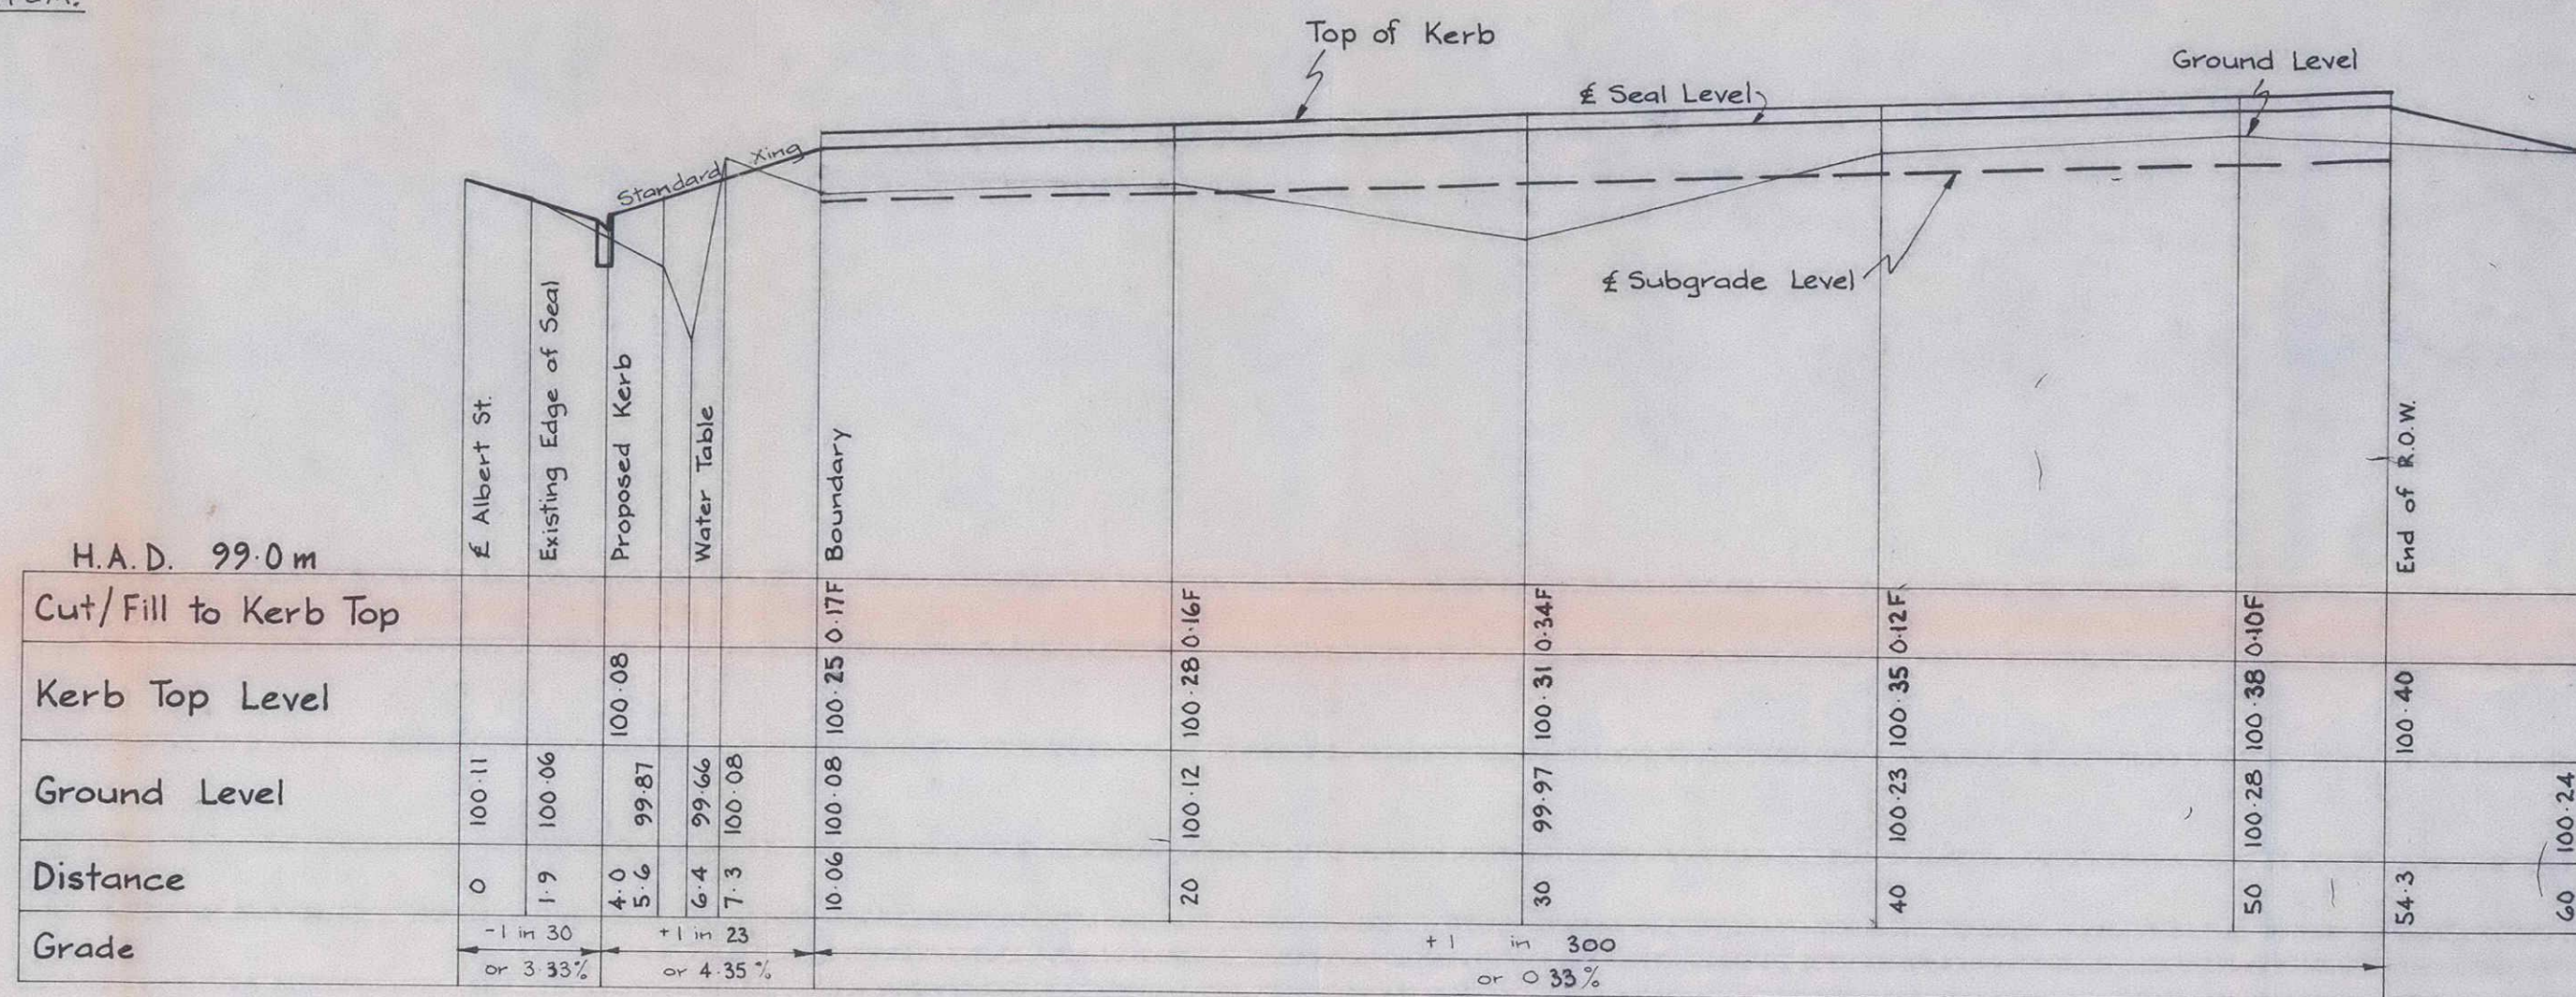 Top of Kerb
Ground Level
℄ Seal Level
Standard Xing
℄ Subgrade Level
℄ Albert St.
Existing Edge of Seal
Proposed Kerb
Water Table
Boundary
End of R.O.W.
H.A.D. 99·0 m
Cut/Fill to Kerb Top 0·17F 0·16F 0·34F 0·12F 0·10F
Kerb Top Level 100·08 100·25 100·28 100·31 100·35 100·38 100·40
Ground Level 100·11 100·06 99·87 99·66 100·08 100·08 100·12 99·97 100·23 100·28 100·24
Distance 0 1·9 4·0 5·6 6·4 7·3 10·06 20 30 40 50 54·3 60
Grade -1 in 30 +1 in 23 +1 in 300
or 3·33% or 4·35% or 0 33%